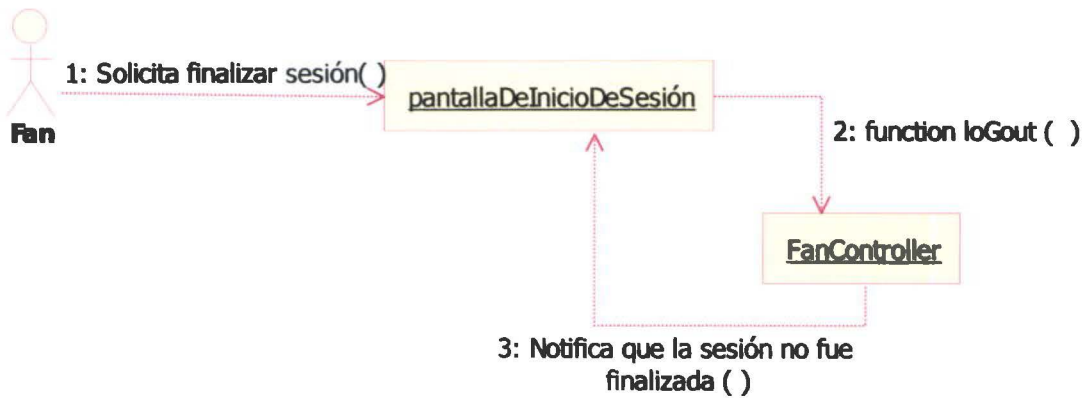 1: Solicita finalizar sesión( )
pantallaDeInicioDeSesión
Fan
2: function loGout ( )
FanController
3: Notifica que la sesión no fue
finalizada ( )